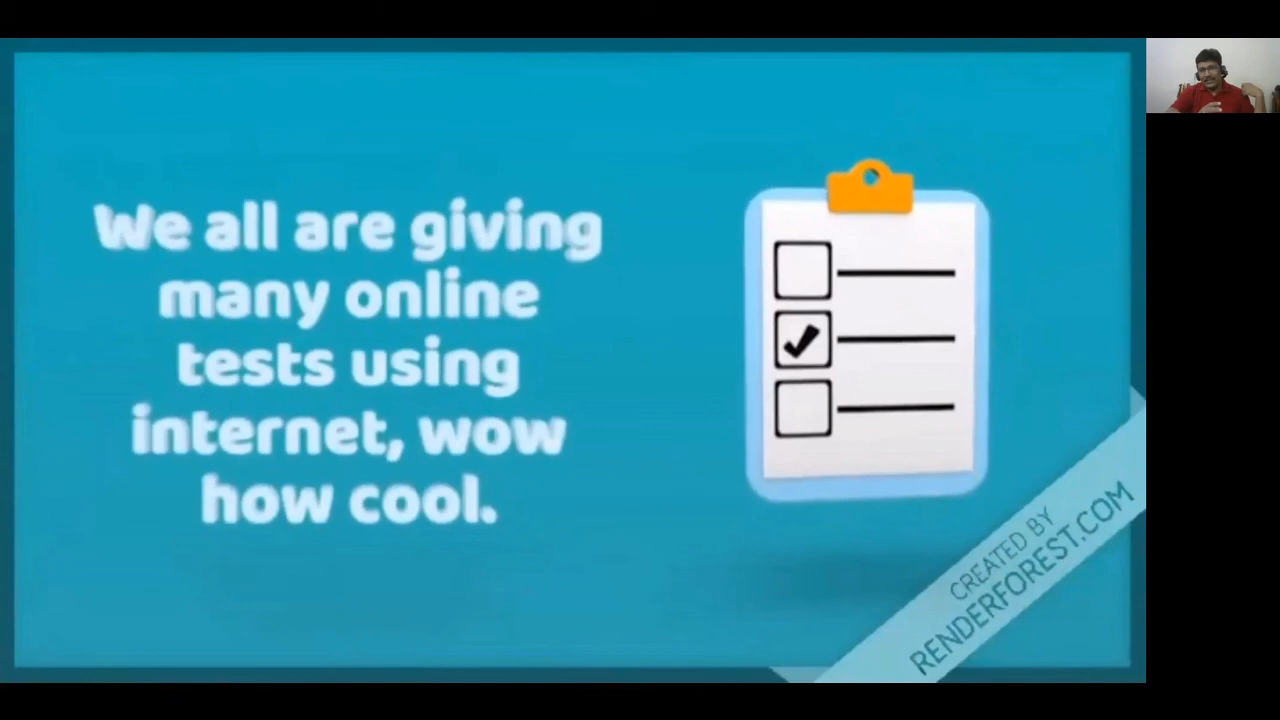 We all are giving
many online
tests using
internet, wow
how cool.
CREATED BY
RENDERFOREST.COM